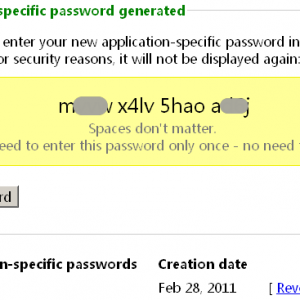 specific password generated
enter your new application-specific password in
or security reasons, it will not be displayed again:
x4lv 5hao
Spaces don't matter.
eed to enter this password only once - no need
rd
n-specific passwords Creation date
Feb 28, 2011 [ Rev